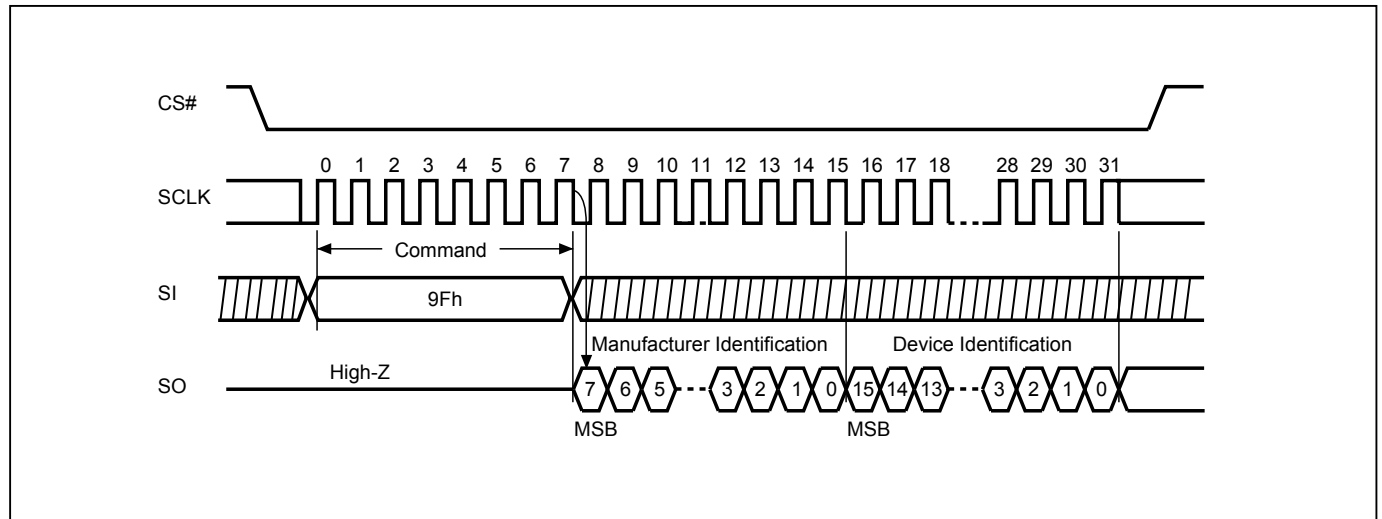 CS#
0 1 2 3 4 5 6 7 8 9 10 11 12 13 14 15 16 17 18 28 29 30 31
SCLK
Command
SI
9Fh
Manufacturer Identification Device Identification
High-Z
SO
7 6 5 3 2 1 0 15 14 13 3 2 1 0
MSB MSB